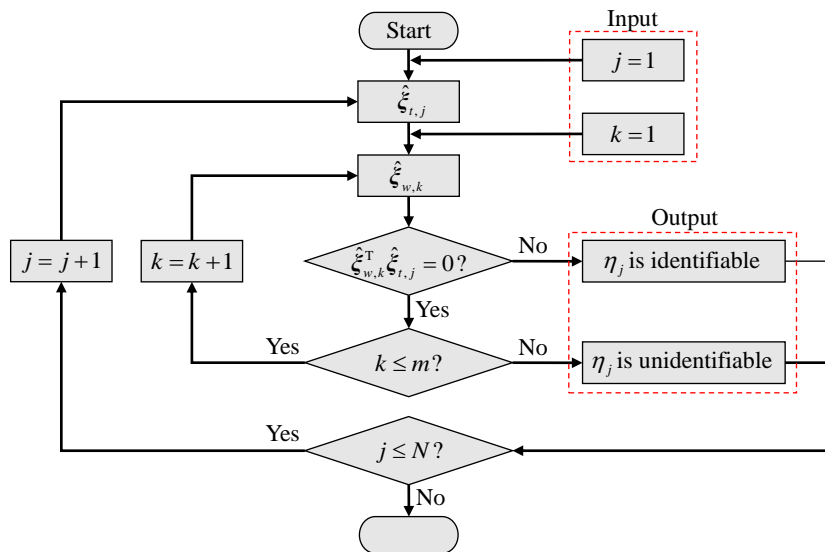 Start
Input
j = 1
ξ̂_{t,j}
k = 1
ξ̂_{w,k}
Output
j = j+1
k = k+1
ξ̂ᵀ_{w,k} ξ̂_{t,j} = 0?
No
η_j is identifiable
Yes
Yes
k ≤ m?
No
η_j is unidentifiable
Yes
j ≤ N?
No